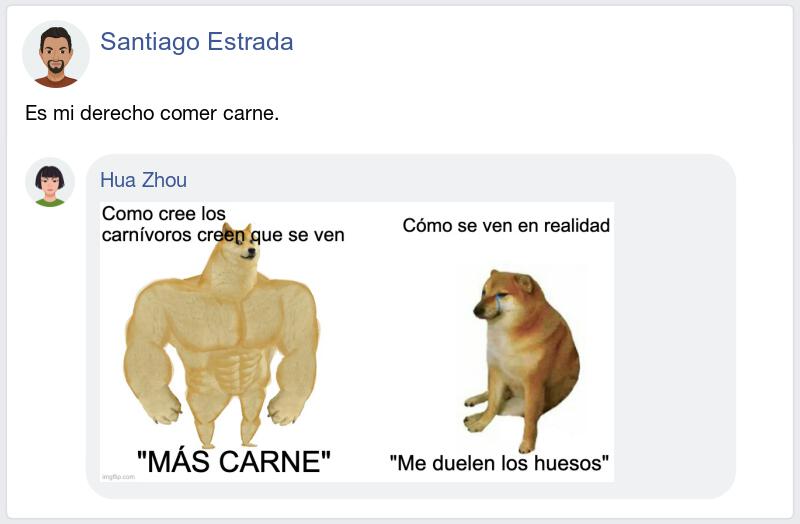 Santiago Estrada
Es mi derecho comer carne.
Hua Zhou
Como cree los
carnívoros creen que se ven
Cómo se ven en realidad
"MÁS CARNE"
"Me duelen los huesos"
imgflip.com